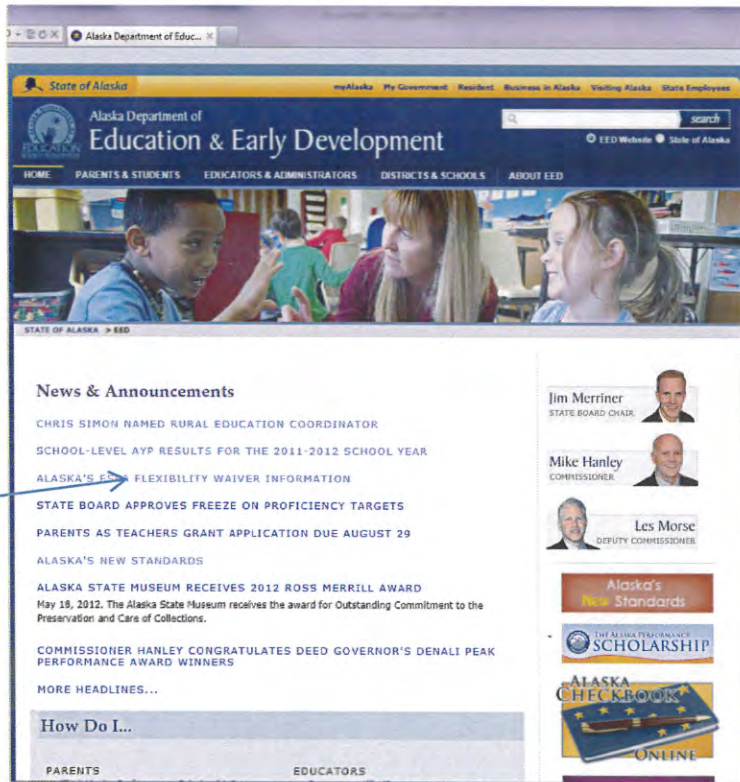 Alaska Department of Educ... ×
State of Alaska
myAlaska My Government Resident Business in Alaska Visiting Alaska State Employees
Alaska Department of
Education & Early Development
search
EED Website State of Alaska
EDUCATION
HOME PARENTS & STUDENTS EDUCATORS & ADMINISTRATORS DISTRICTS & SCHOOLS ABOUT EED
STATE OF ALASKA > EED
News & Announcements
CHRIS SIMON NAMED RURAL EDUCATION COORDINATOR
SCHOOL-LEVEL AYP RESULTS FOR THE 2011-2012 SCHOOL YEAR
ALASKA'S ESEA FLEXIBILITY WAIVER INFORMATION
STATE BOARD APPROVES FREEZE ON PROFICIENCY TARGETS
PARENTS AS TEACHERS GRANT APPLICATION DUE AUGUST 29
ALASKA'S NEW STANDARDS
ALASKA STATE MUSEUM RECEIVES 2012 ROSS MERRILL AWARD
May 18, 2012. The Alaska State Museum receives the award for Outstanding Commitment to the
Preservation and Care of Collections.
COMMISSIONER HANLEY CONGRATULATES DEED GOVERNOR'S DENALI PEAK
PERFORMANCE AWARD WINNERS
MORE HEADLINES...
How Do I...
PARENTS EDUCATORS
Jim Merriner
STATE BOARD CHAIR
Mike Hanley
COMMISSIONER
Les Morse
DEPUTY COMMISSIONER
Alaska's
New Standards
THE ALASKA PERFORMANCE
SCHOLARSHIP
ALASKA
CHECKBOOK
ONLINE